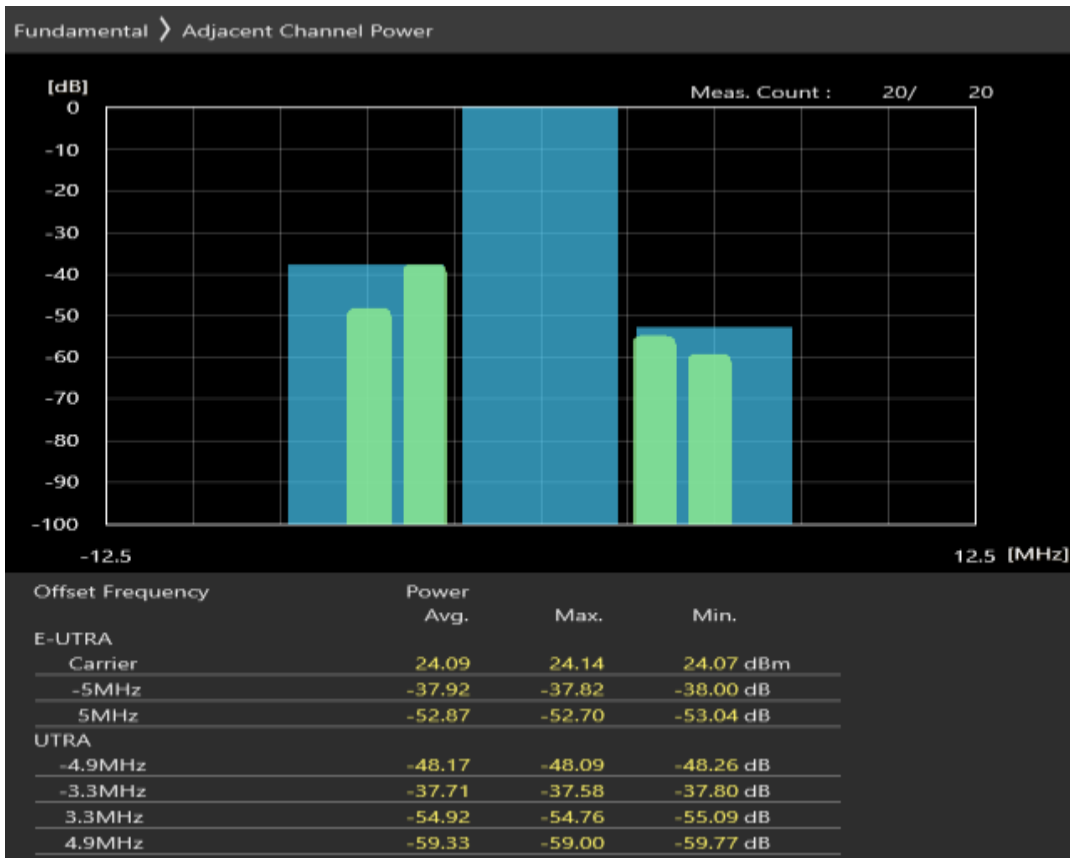 Fundamental 〉 Adjacent Channel Power
[dB]
Meas. Count : 20/ 20
0
-10
-20
-30
-40
-50
-60
-70
-80
-90
-100
-12.5 12.5 [MHz]
Offset Frequency Power
Avg. Max. Min.
E-UTRA
Carrier 24.09 24.14 24.07 dBm
-5MHz -37.92 -37.82 -38.00 dB
5MHz -52.87 -52.70 -53.04 dB
UTRA
-4.9MHz -48.17 -48.09 -48.26 dB
-3.3MHz -37.71 -37.58 -37.80 dB
3.3MHz -54.92 -54.76 -55.09 dB
4.9MHz -59.33 -59.00 -59.77 dB